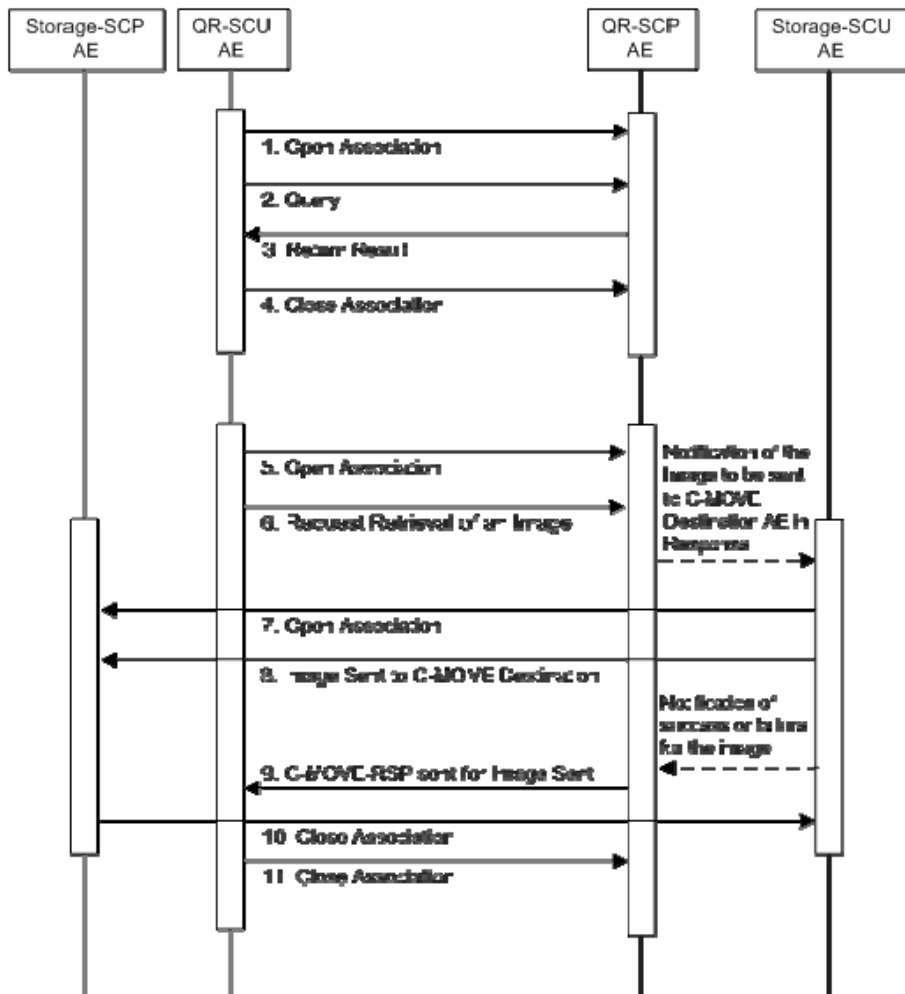 Storage-SCP
AE
QR-SCU
AE
QR-SCP
AE
Storage-SCU
AE
1. Open Association
2. Query
3. Return Result
4. Close Association
5. Open Association
6. Request Retrieval of an Image
Notification of the
Image to be sent
to C-MOVE
Destination AE in
Response
7. Open Association
8. Image Sent to C-MOVE Destination
Notification of
success or failure
for the image
9. C-MOVE-RSP sent for Image Sent
10. Close Association
11. Close Association